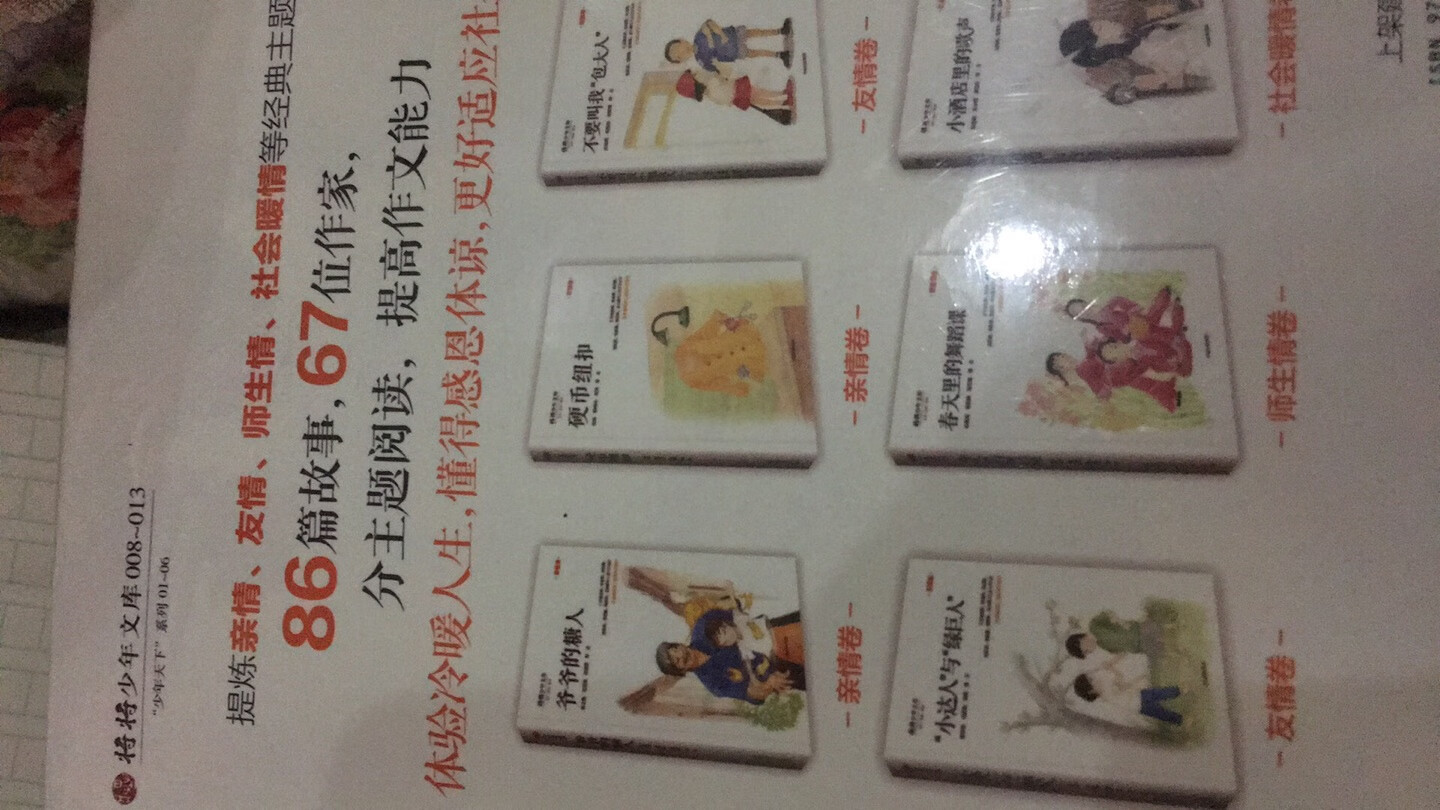 将将少年文库 008~013
“少年天下”系列 01~06
提炼亲情、友情、师生情、社会暖情等经典主题
86篇故事，67位作家，
分主题阅读，提高作文能力
体验冷暖人生，懂得感恩体谅，更好适应社
爷爷的糖人
硬币纽扣
不要叫我“包大人”
－亲情卷－
－亲情卷－
－友情卷－
“小达人”与“绿巨人”
春天里的舞蹈课
小酒店里的歌声
－友情卷－
－师生情卷－
－社会暖情卷
上架建
ISBN 97